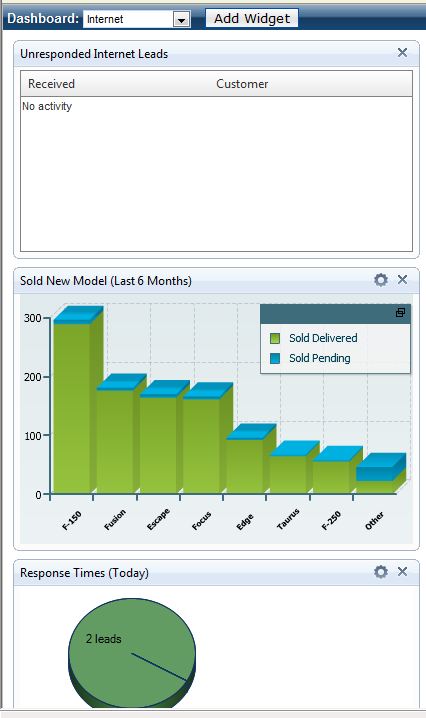 Dashboard: Internet Add Widget
Unresponded Internet Leads
Received Customer
No activity
Sold New Model (Last 6 Months)
Sold Delivered
Sold Pending
300
200
100
0
F-150 Fusion Escape Focus Edge Taurus F-250 Other
Response Times (Today)
2 leads